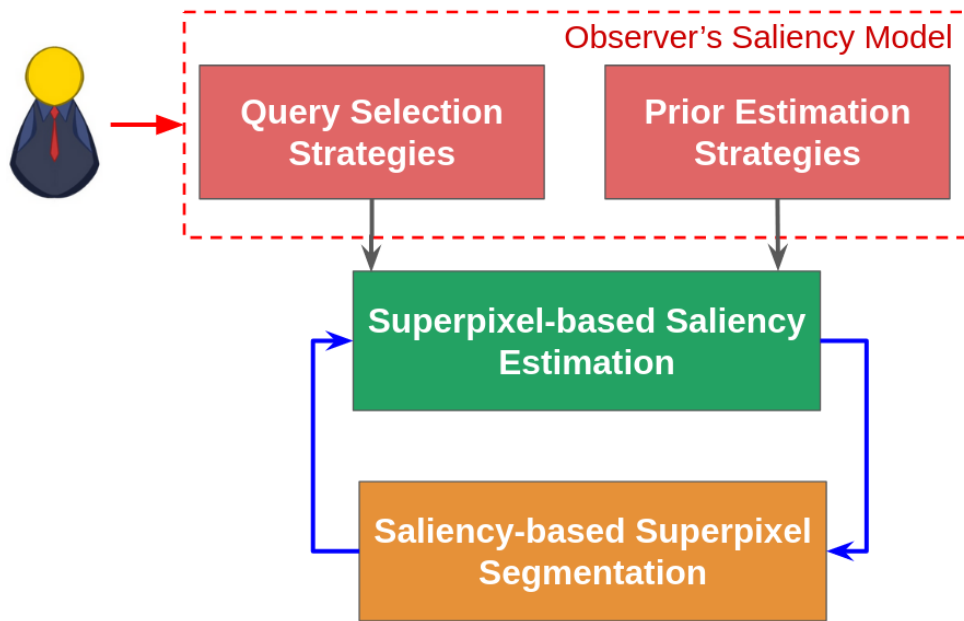 Observer’s Saliency Model
Query Selection
Strategies
Prior Estimation
Strategies
Superpixel-based Saliency
Estimation
Saliency-based Superpixel
Segmentation